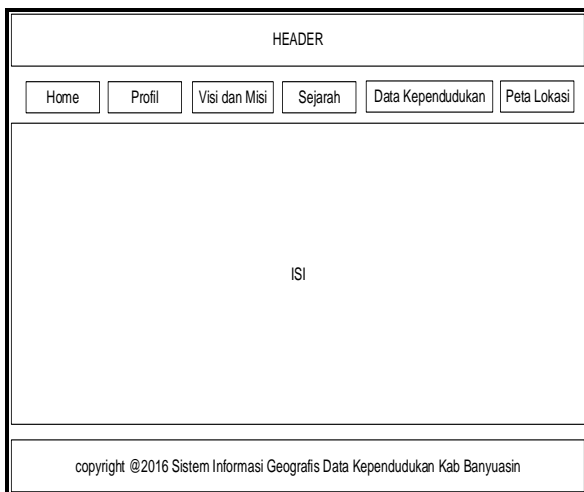 HEADER
Home Profil Visi dan Misi Sejarah Data Kependudukan Peta Lokasi
ISI
copyright @2016 Sistem Informasi Geografis Data Kependudukan Kab Banyuasin